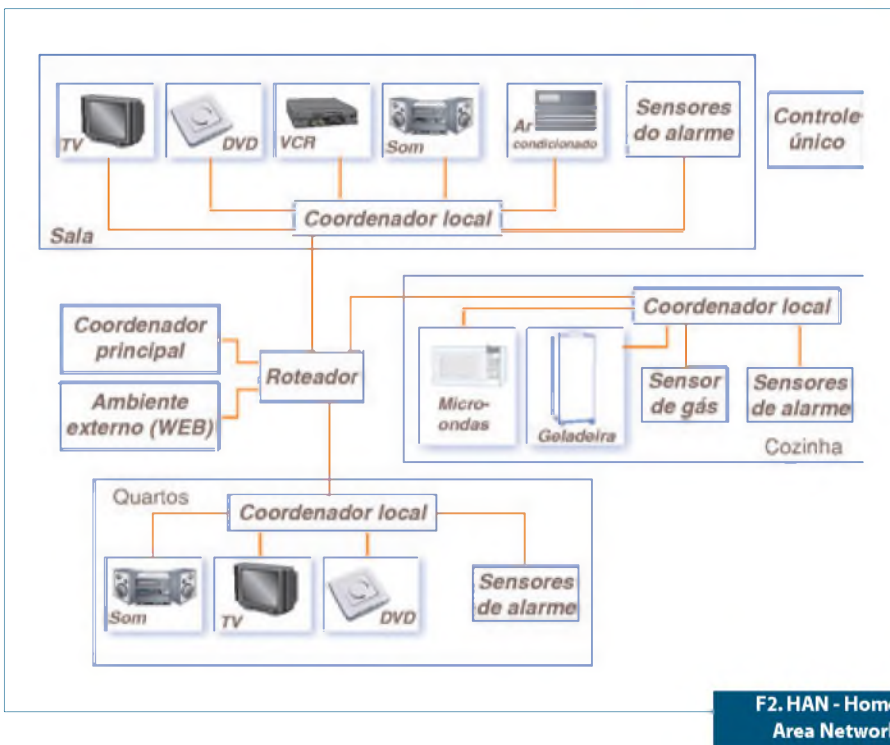 TV
DVD
VCR
Som
Ar
condicionado
Sensores
do alarme
Controle
único
Coordenador local
Sala
Coordenador
principal
Ambiente
externo (WEB)
Roteador
Coordenador local
Micro-
ondas
Geladeira
Sensor
de gás
Sensores
de alarme
Cozinha
Quartos
Coordenador local
Som
TV
DVD
Sensores
de alarme
F2. HAN - Home
Area Network